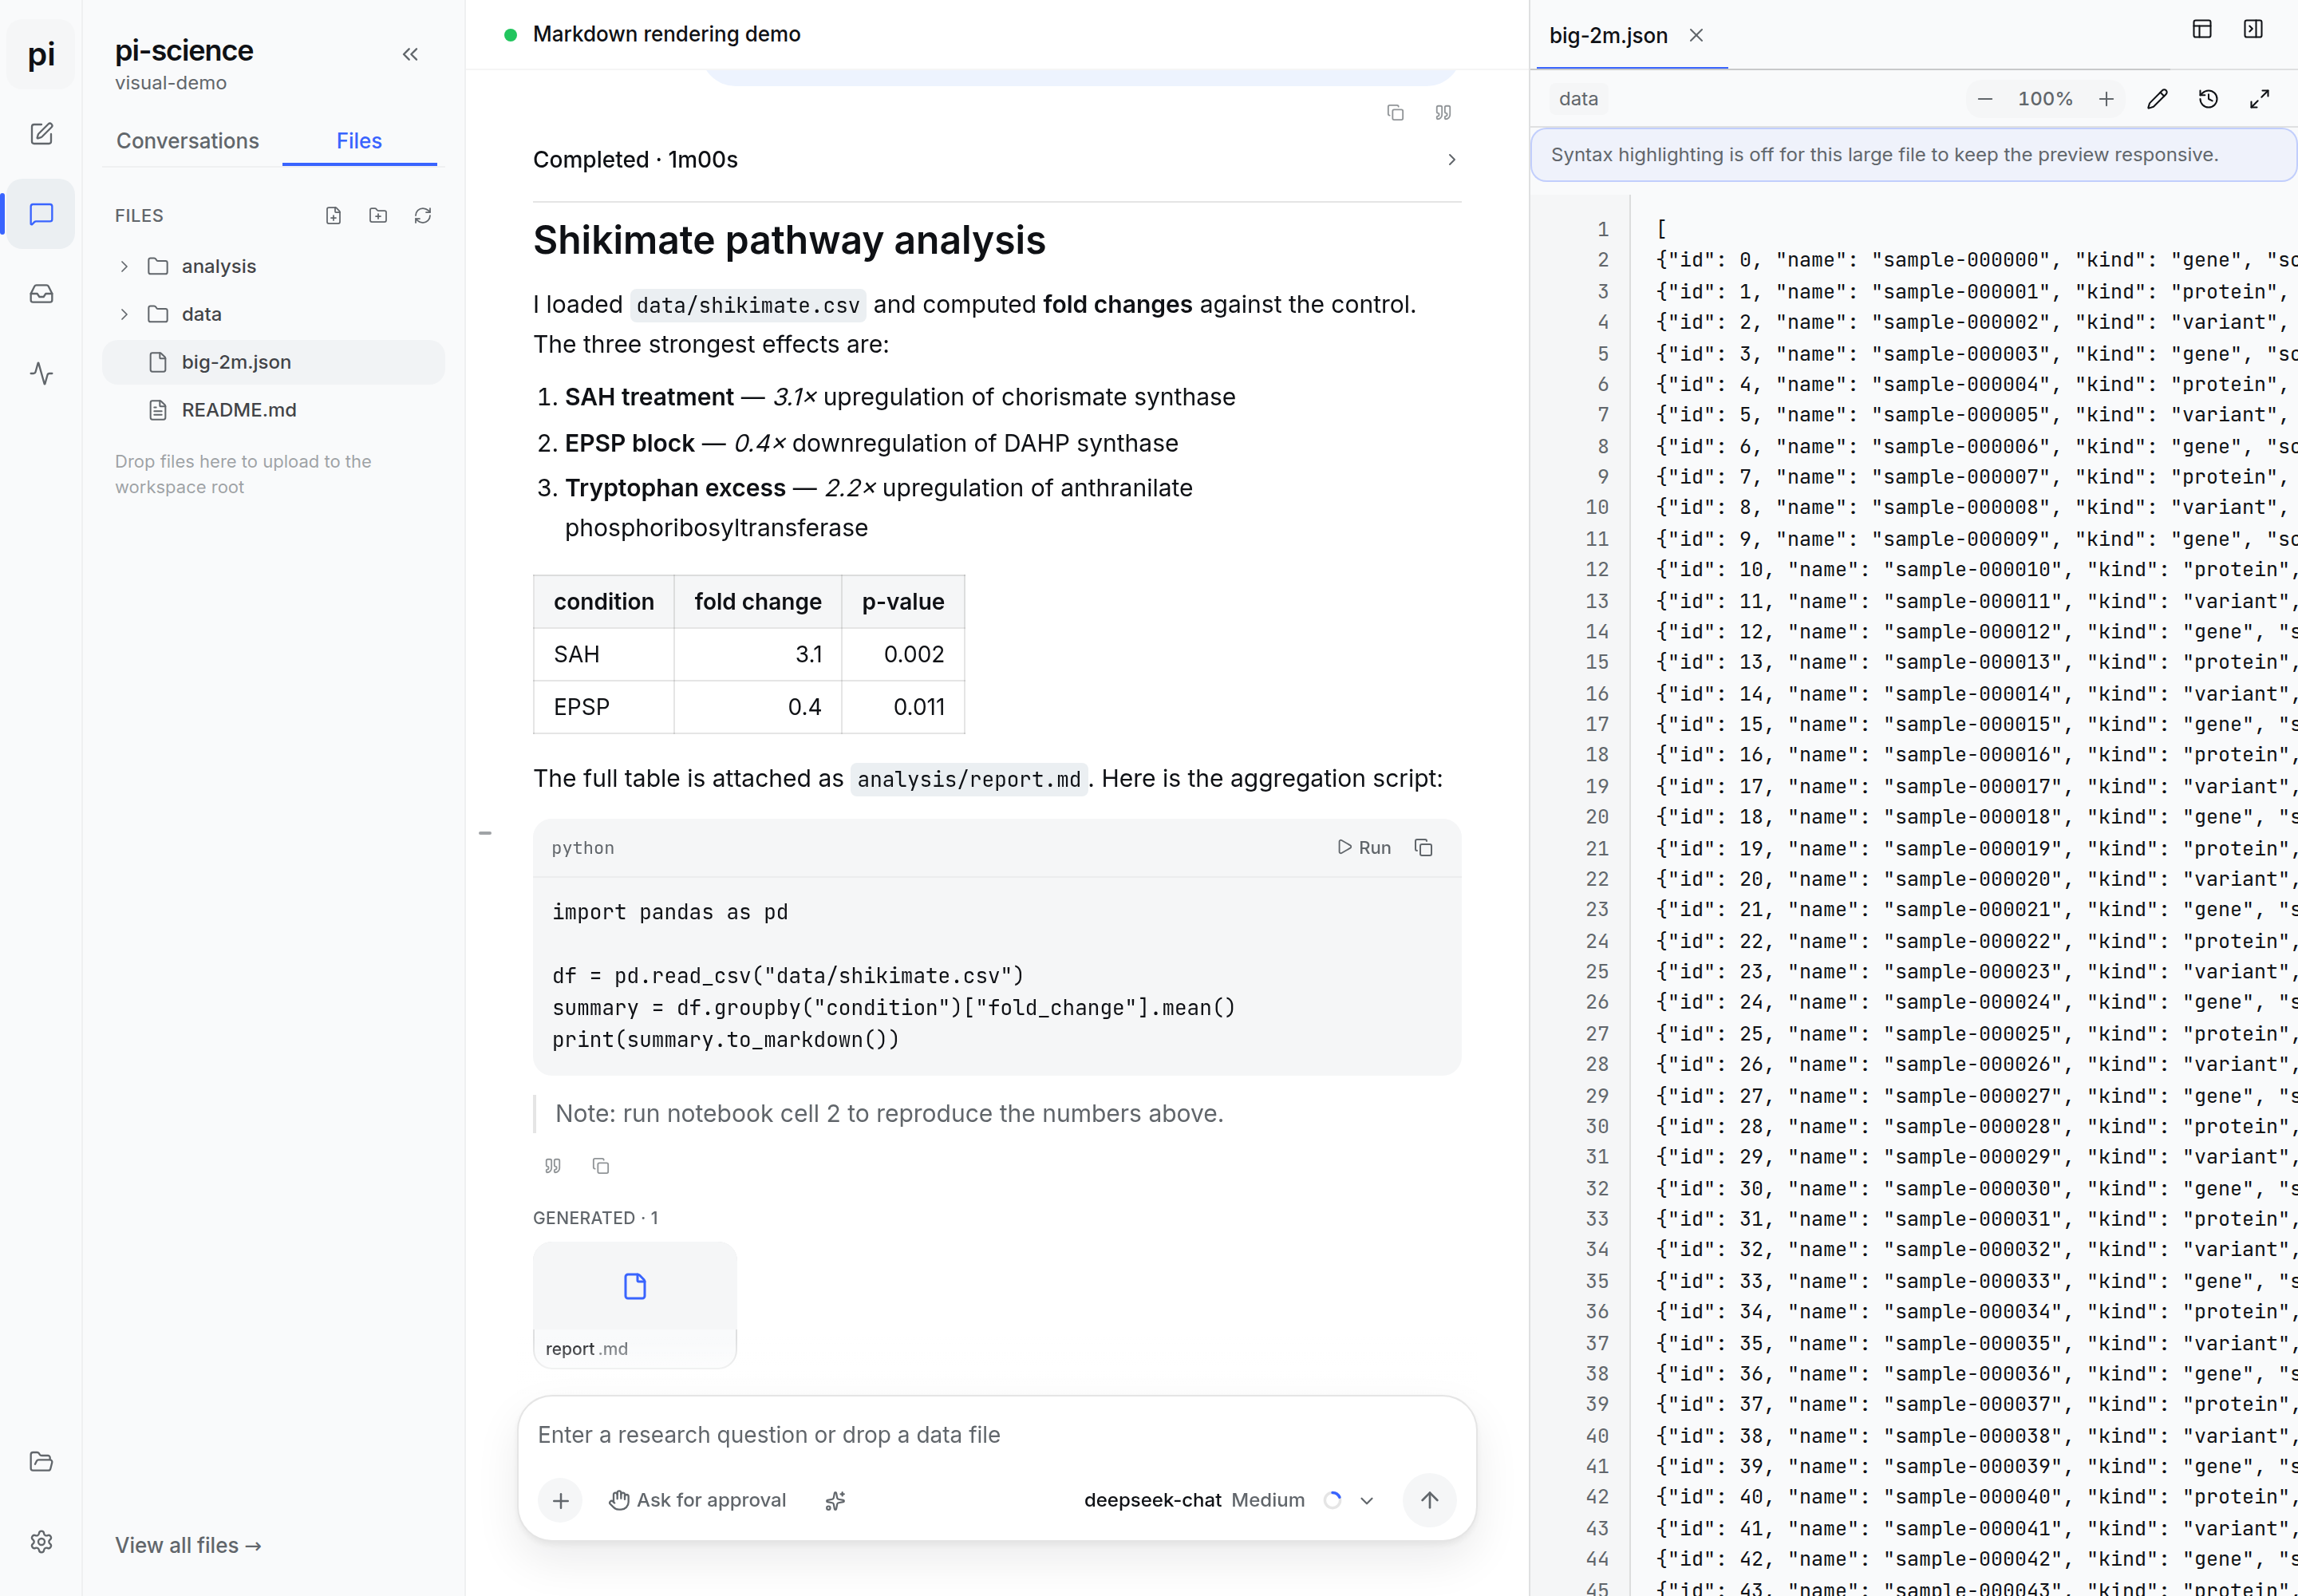 pi
pi-science
visual-demo
Conversations
Files
FILES
analysis
data
big-2m.json
README.md
Drop files here to upload to the
workspace root
View all files →
Markdown rendering demo
Completed · 1m00s
Shikimate pathway analysis
I loaded data/shikimate.csv and computed fold changes against the control.
The three strongest effects are:
1. SAH treatment — 3.1× upregulation of chorismate synthase
2. EPSP block — 0.4× downregulation of DAHP synthase
3. Tryptophan excess — 2.2× upregulation of anthranilate
phosphoribosyltransferase
condition fold change p-value
SAH 3.1 0.002
EPSP 0.4 0.011
The full table is attached as analysis/report.md. Here is the aggregation script:
python
Run
import pandas as pd
df = pd.read_csv("data/shikimate.csv")
summary = df.groupby("condition")["fold_change"].mean()
print(summary.to_markdown())
Note: run notebook cell 2 to reproduce the numbers above.
GENERATED · 1
report .md
Enter a research question or drop a data file
Ask for approval
deepseek-chat Medium
big-2m.json
data
100%
Syntax highlighting is off for this large file to keep the preview responsive.
1 [
2 {"id": 0, "name": "sample-000000", "kind": "gene", "sc
3 {"id": 1, "name": "sample-000001", "kind": "protein",
4 {"id": 2, "name": "sample-000002", "kind": "variant",
5 {"id": 3, "name": "sample-000003", "kind": "gene", "sc
6 {"id": 4, "name": "sample-000004", "kind": "protein",
7 {"id": 5, "name": "sample-000005", "kind": "variant",
8 {"id": 6, "name": "sample-000006", "kind": "gene", "sc
9 {"id": 7, "name": "sample-000007", "kind": "protein",
10 {"id": 8, "name": "sample-000008", "kind": "variant",
11 {"id": 9, "name": "sample-000009", "kind": "gene", "sc
12 {"id": 10, "name": "sample-000010", "kind": "protein",
13 {"id": 11, "name": "sample-000011", "kind": "variant",
14 {"id": 12, "name": "sample-000012", "kind": "gene", "s
15 {"id": 13, "name": "sample-000013", "kind": "protein",
16 {"id": 14, "name": "sample-000014", "kind": "variant",
17 {"id": 15, "name": "sample-000015", "kind": "gene", "s
18 {"id": 16, "name": "sample-000016", "kind": "protein",
19 {"id": 17, "name": "sample-000017", "kind": "variant",
20 {"id": 18, "name": "sample-000018", "kind": "gene", "s
21 {"id": 19, "name": "sample-000019", "kind": "protein",
22 {"id": 20, "name": "sample-000020", "kind": "variant",
23 {"id": 21, "name": "sample-000021", "kind": "gene", "s
24 {"id": 22, "name": "sample-000022", "kind": "protein",
25 {"id": 23, "name": "sample-000023", "kind": "variant",
26 {"id": 24, "name": "sample-000024", "kind": "gene", "s
27 {"id": 25, "name": "sample-000025", "kind": "protein",
28 {"id": 26, "name": "sample-000026", "kind": "variant",
29 {"id": 27, "name": "sample-000027", "kind": "gene", "s
30 {"id": 28, "name": "sample-000028", "kind": "protein",
31 {"id": 29, "name": "sample-000029", "kind": "variant",
32 {"id": 30, "name": "sample-000030", "kind": "gene", "s
33 {"id": 31, "name": "sample-000031", "kind": "protein",
34 {"id": 32, "name": "sample-000032", "kind": "variant",
35 {"id": 33, "name": "sample-000033", "kind": "gene", "s
36 {"id": 34, "name": "sample-000034", "kind": "protein",
37 {"id": 35, "name": "sample-000035", "kind": "variant",
38 {"id": 36, "name": "sample-000036", "kind": "gene", "s
39 {"id": 37, "name": "sample-000037", "kind": "protein",
40 {"id": 38, "name": "sample-000038", "kind": "variant",
41 {"id": 39, "name": "sample-000039", "kind": "gene", "s
42 {"id": 40, "name": "sample-000040", "kind": "protein",
43 {"id": 41, "name": "sample-000041", "kind": "variant",
44 {"id": 42, "name": "sample-000042", "kind": "gene", "s
45 {"id": 43, "name": "sample-000043", "kind": "protein",